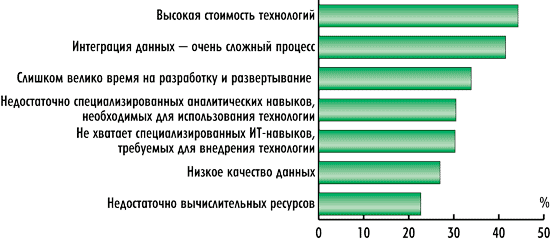 Высокая стоимость технологий
Интеграция данных — очень сложный процесс
Слишком велико время на разработку и развертывание
Недостаточно специализированных аналитических навыков,
необходимых для использования технологии
Не хватает специализированных ИТ-навыков,
требуемых для внедрения технологии
Низкое качество данных
Недостаточно вычислительных ресурсов
%
0 10 20 30 40 50